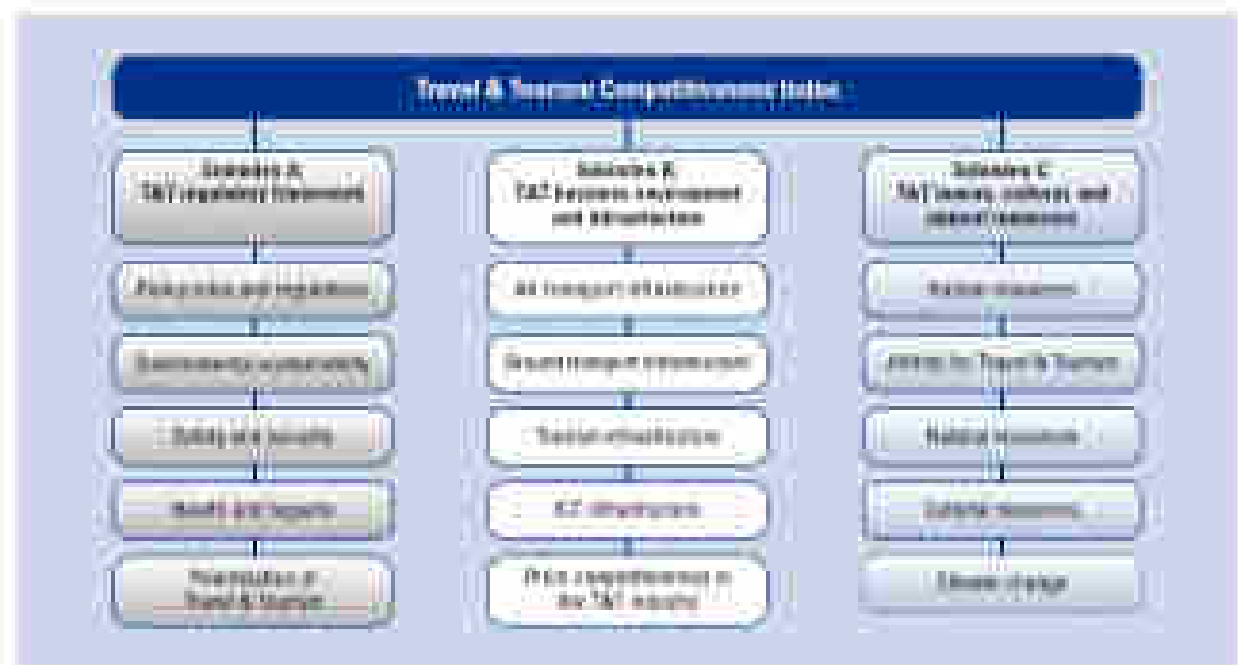 Travel & Tourism Competitiveness Index
Subindex A:
T&T regulatory framework
Subindex B:
T&T business environment
and infrastructure
Subindex C:
T&T human, cultural, and
natural resources
Policy rules and regulations
Air transport infrastructure
Human resources
Environmental sustainability
Ground transport infrastructure
Affinity for Travel & Tourism
Safety and security
Tourism infrastructure
Natural resources
Health and hygiene
ICT infrastructure
Cultural resources
Prioritization of
Travel & Tourism
Price competitiveness in
the T&T industry
Climate change